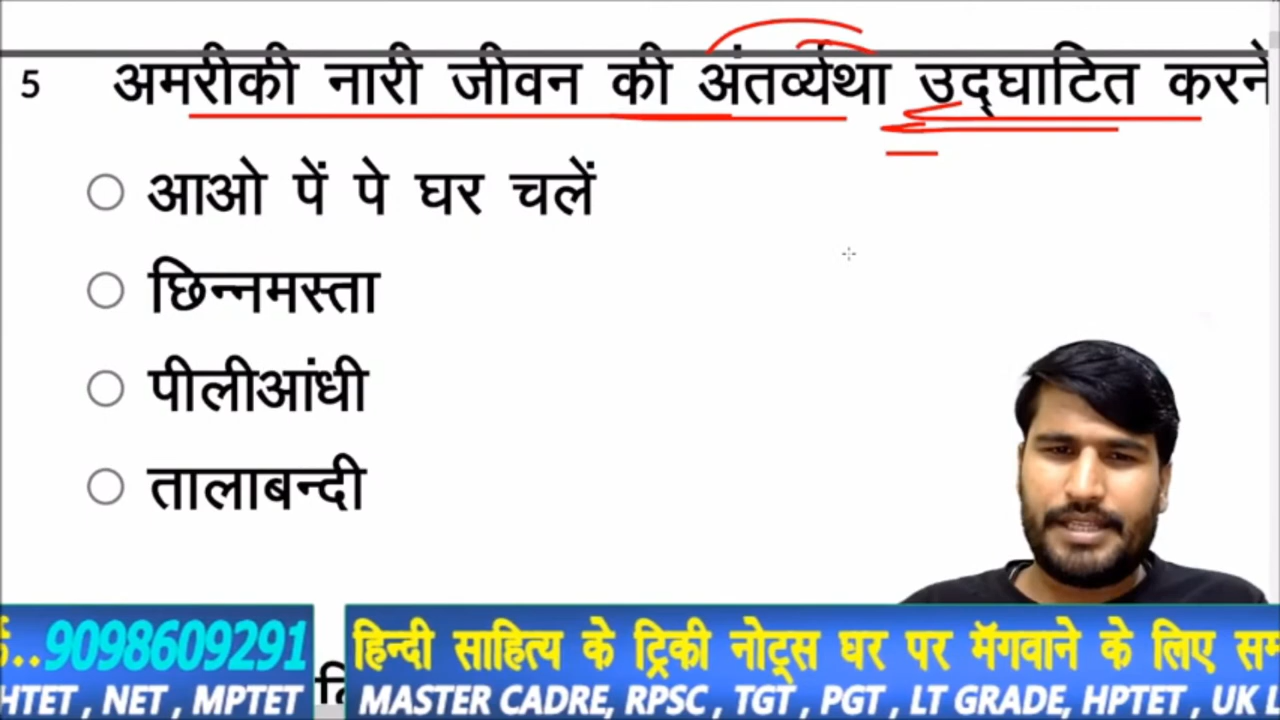 5 अमरीकी नारी जीवन की अंतर्व्यथा उद्घाटित करने
आओ पें पे घर चलें
छिन्नमस्ता
पीलीआंधी
तालाबन्दी
..9098609291
हिन्दी साहित्य के ट्रिकी नोट्स घर पर मॅगवाने के लिए
HTET , NET , MPTET
MASTER CADRE, RPSC , TGT , PGT , LT GRADE, HPTET , UK